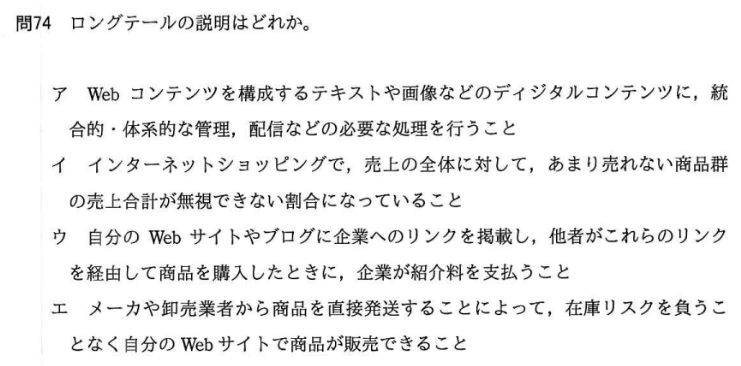 問74 ロングテールの説明はどれか。
ア Web コンテンツを構成するテキストや画像などのディジタルコンテンツに，統
合的・体系的な管理，配信などの必要な処理を行うこと
イ インターネットショッピングで，売上の全体に対して，あまり売れない商品群
の売上合計が無視できない割合になっていること
ウ 自分の Web サイトやブログに企業へのリンクを掲載し，他者がこれらのリンク
を経由して商品を購入したときに，企業が紹介料を支払うこと
エ メーカや卸売業者から商品を直接発送することによって，在庫リスクを負うこ
となく自分の Web サイトで商品が販売できること